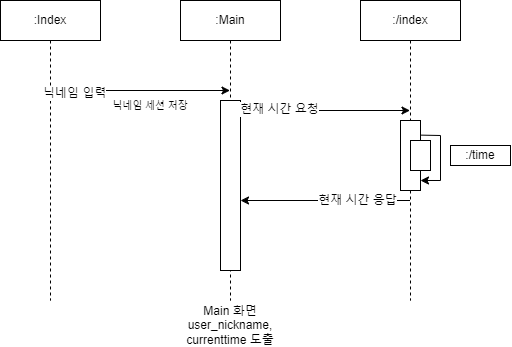 :Index
:Main
:/index
닉네임 입력
닉네임 세션 저장
현재 시간 요청
:/time
현재 시간 응답
Main 화면
user_nickname,
currenttime 도출